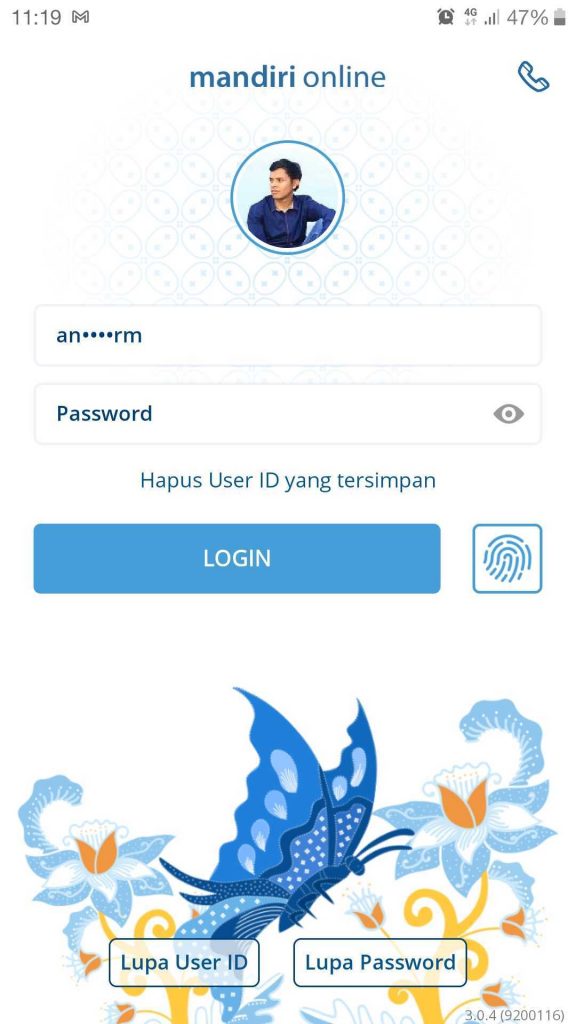 11:19
4G 47%
mandiri online
an••••rm
Password
Hapus User ID yang tersimpan
LOGIN
Lupa User ID Lupa Password
3.0.4 (9200116)